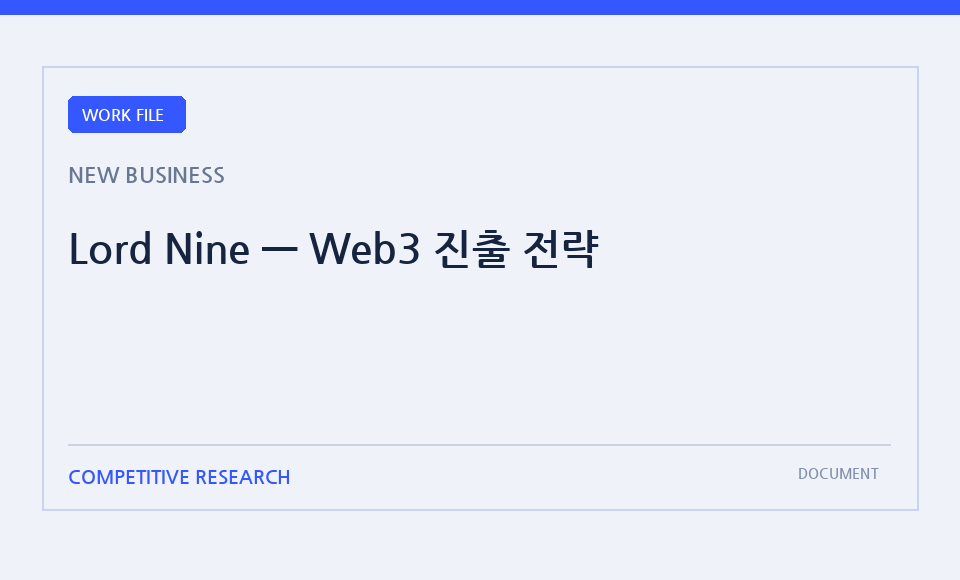 WORK FILE
NEW BUSINESS
Lord Nine — Web3 진출 전략
COMPETITIVE RESEARCH
DOCUMENT